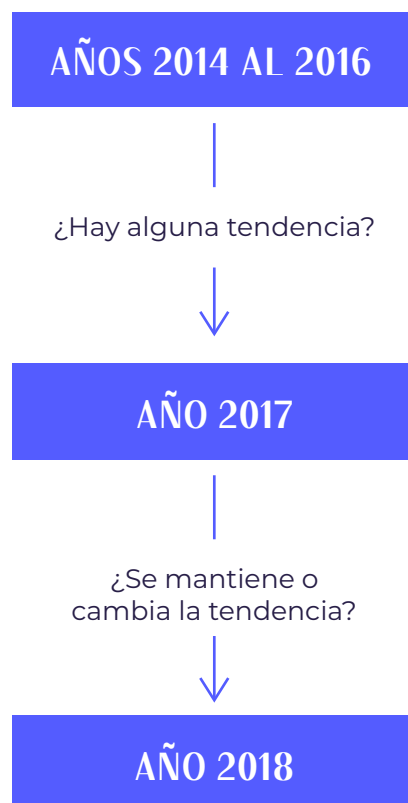 AÑOS 2014 AL 2016
¿Hay alguna tendencia?
AÑO 2017
¿Se mantiene o
cambia la tendencia?
AÑO 2018